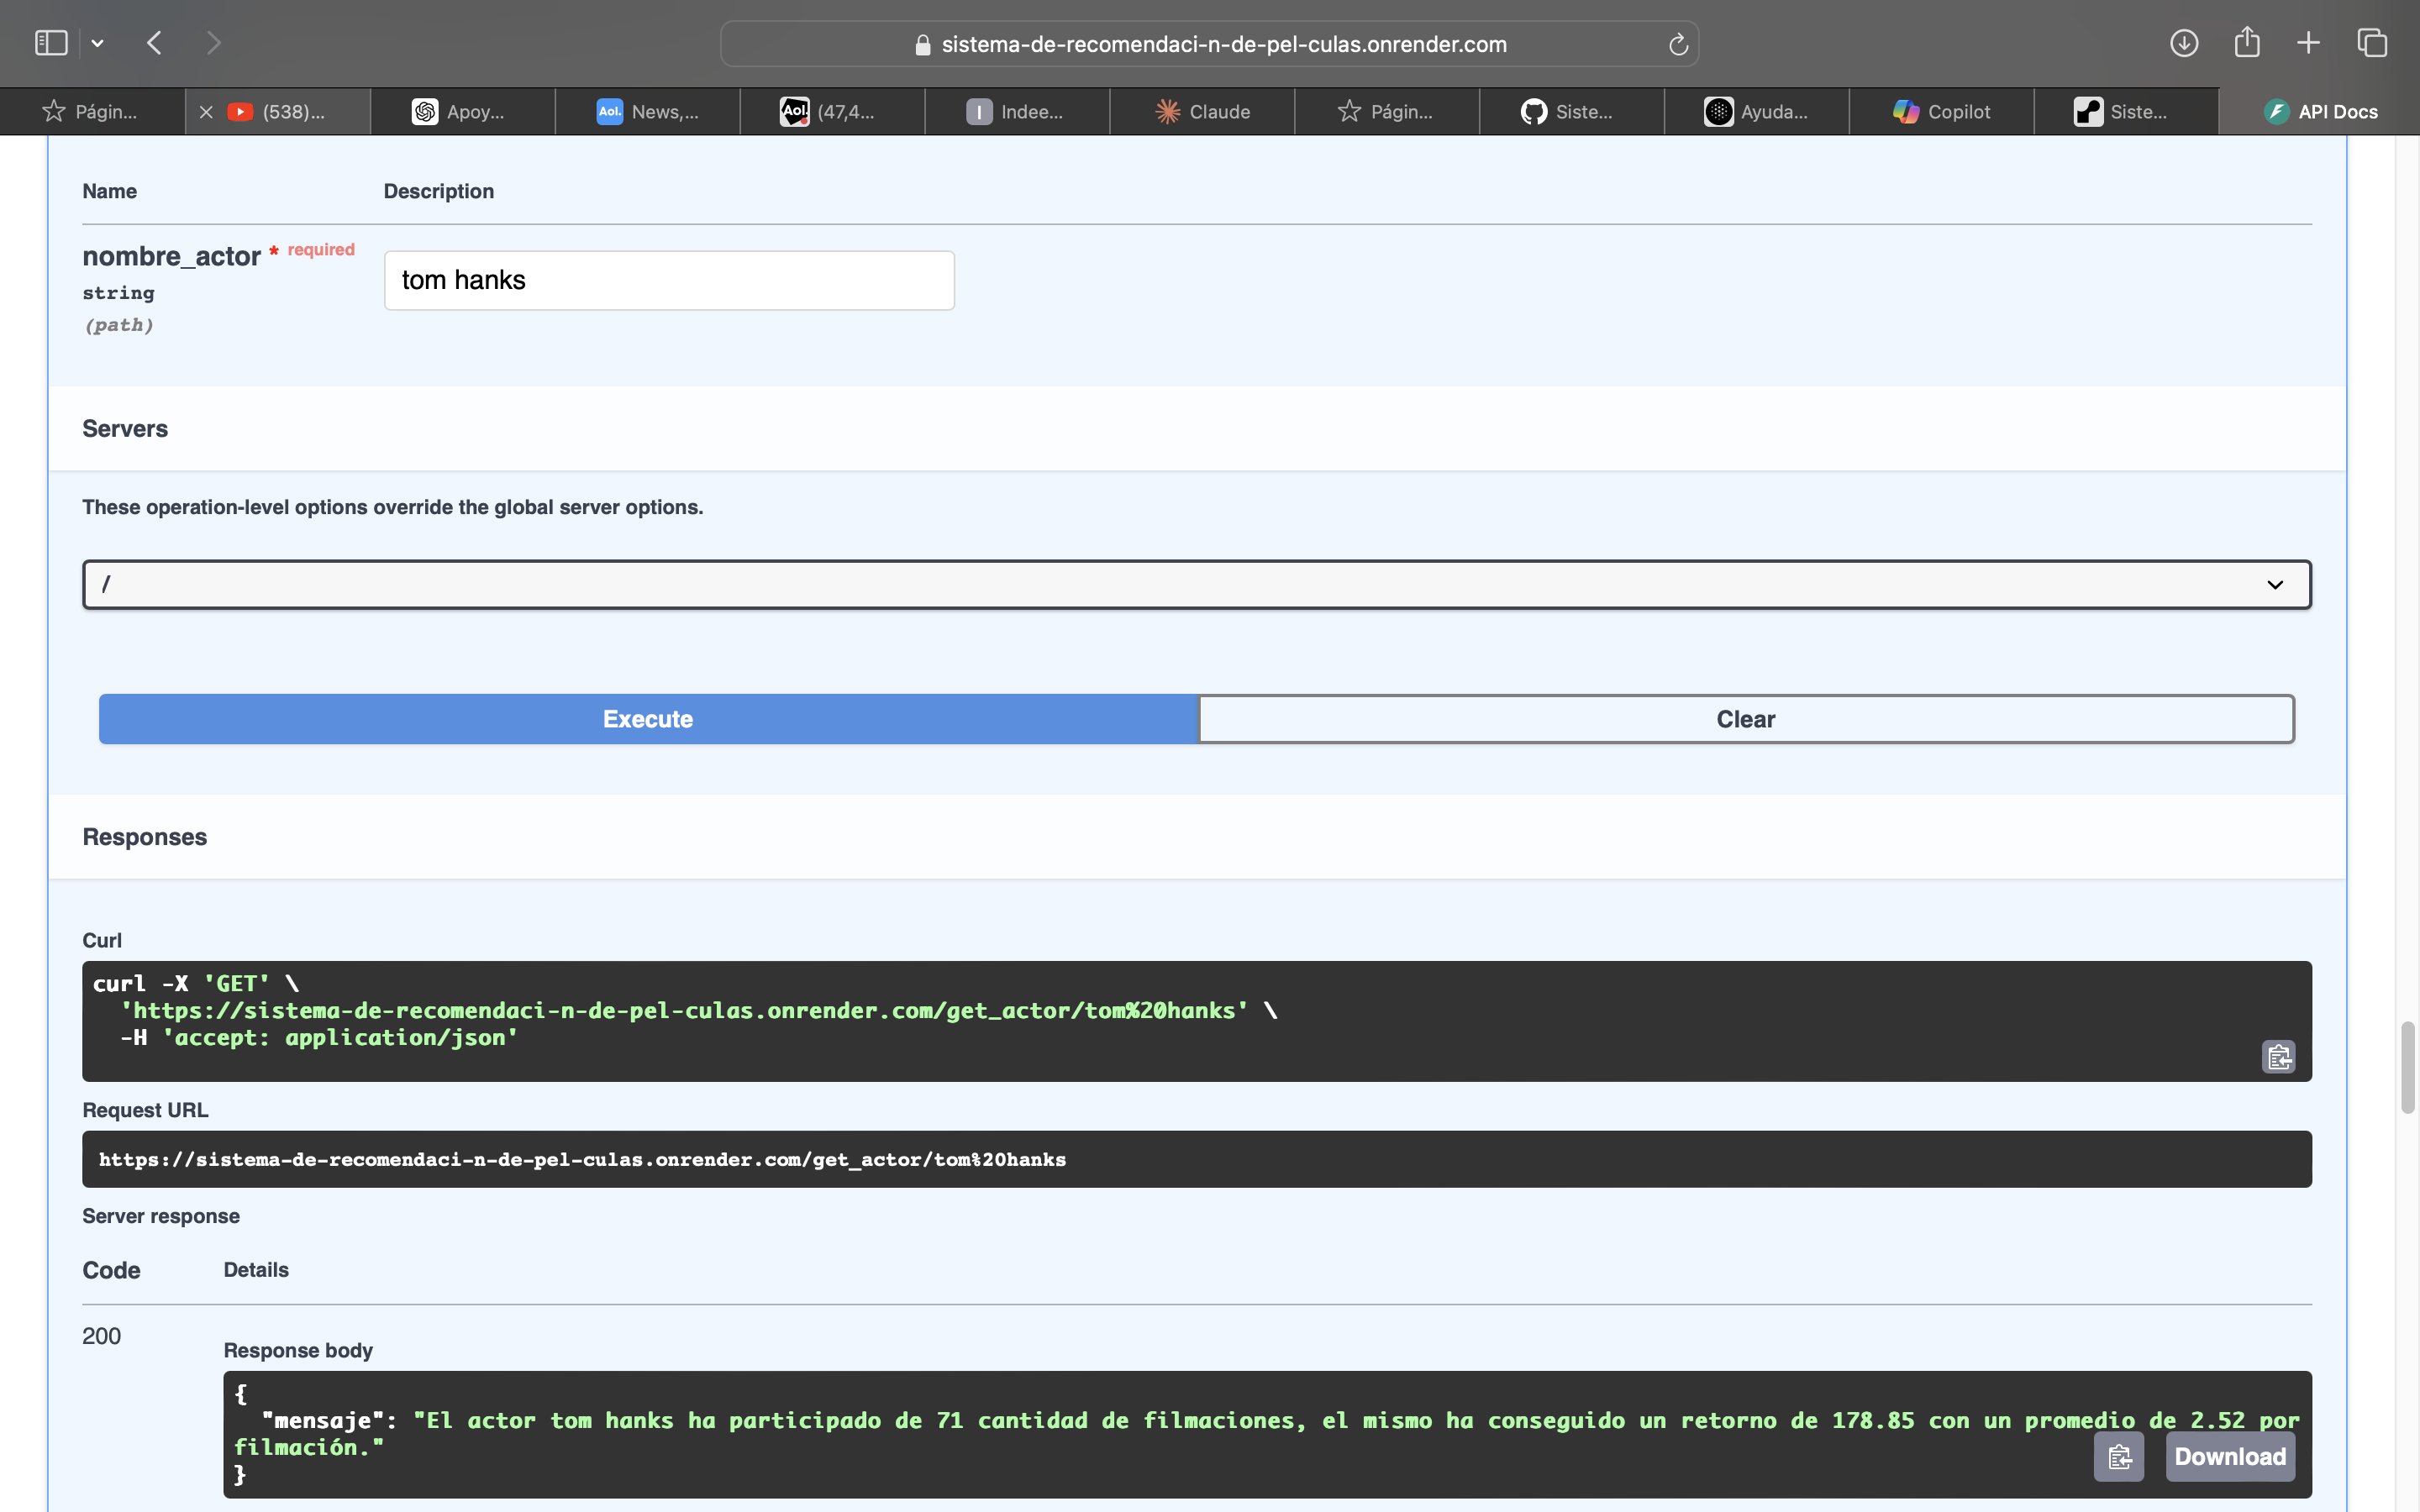 sistema-de-recomendaci-n-de-pel-culas.onrender.com
Págin...
(538)...
Apoy...
Aol. News,...
Aol. (47,4...
I Indee...
Claude
Págin...
Siste...
Ayuda...
Copilot
Siste...
API Docs
Name Description
nombre_actor * required
tom hanks
string
(path)
Servers
These operation-level options override the global server options.
/
Execute Clear
Responses
Curl
curl -X 'GET' \
'https://sistema-de-recomendaci-n-de-pel-culas.onrender.com/get_actor/tom%20hanks' \
-H 'accept: application/json'
Request URL
https://sistema-de-recomendaci-n-de-pel-culas.onrender.com/get_actor/tom%20hanks
Server response
Code Details
200
Response body
{
"mensaje": "El actor tom hanks ha participado de 71 cantidad de filmaciones, el mismo ha conseguido un retorno de 178.85 con un promedio de 2.52 por
filmación."
}
Download